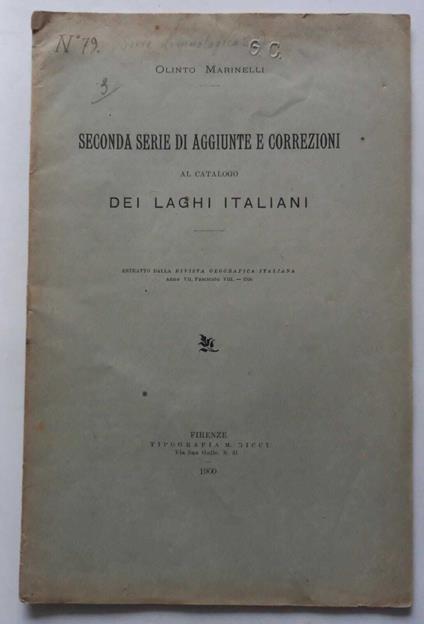 N° 79.
G. C.
3
OLINTO MARINELLI
SECONDA SERIE DI AGGIUNTE E CORREZIONI
AL CATALOGO
DEI LAGHI ITALIANI
ESTRATTO DALLA RIVISTA GEOGRAFICA ITALIANA
ANNO VII, Fascicolo VIII. —
FIRENZE
TIPOGRAFIA M. RICCI
Via San Gallo, N. 31
1900